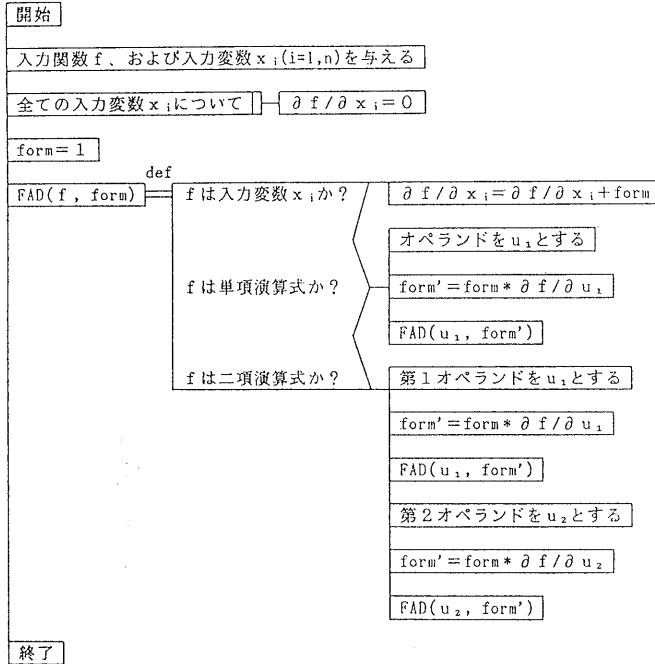 開始
入力関数f、および入力変数xᵢ(i=1,n)を与える
全ての入力変数xᵢについて
∂f/∂xᵢ=0
form=1
FAD(f, form)
def
fは入力変数xᵢか?
∂f/∂xᵢ=∂f/∂xᵢ+form
オペランドをu₁とする
fは単項演算式か?
form'=form*∂f/∂u₁
FAD(u₁, form')
fは二項演算式か?
第1オペランドをu₁とする
form'=form*∂f/∂u₁
FAD(u₁, form')
第2オペランドをu₂とする
form'=form*∂f/∂u₂
FAD(u₂, form')
終了